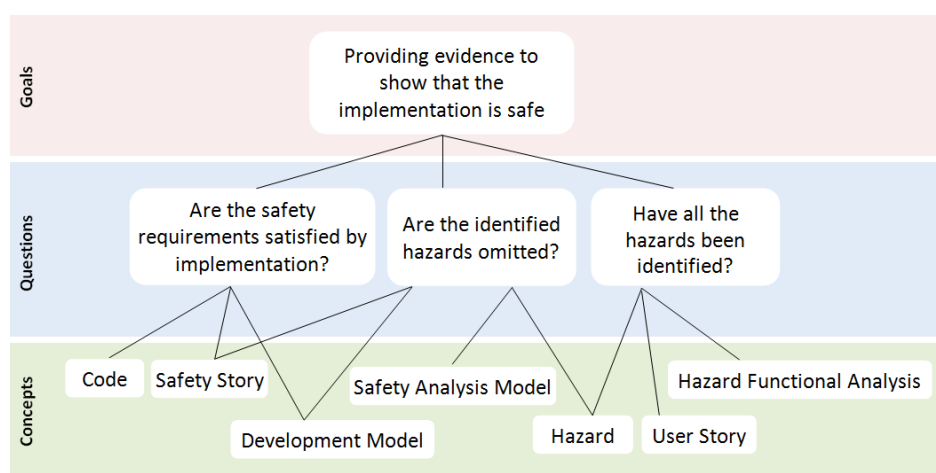 Goals
Providing evidence to
show that the
implementation is safe
Questions
Are the safety
requirements satisfied by
implementation?
Are the identified
hazards omitted?
Have all the
hazards been
identified?
Concepts
Code
Safety Story
Development Model
Safety Analysis Model
Hazard
User Story
Hazard Functional Analysis